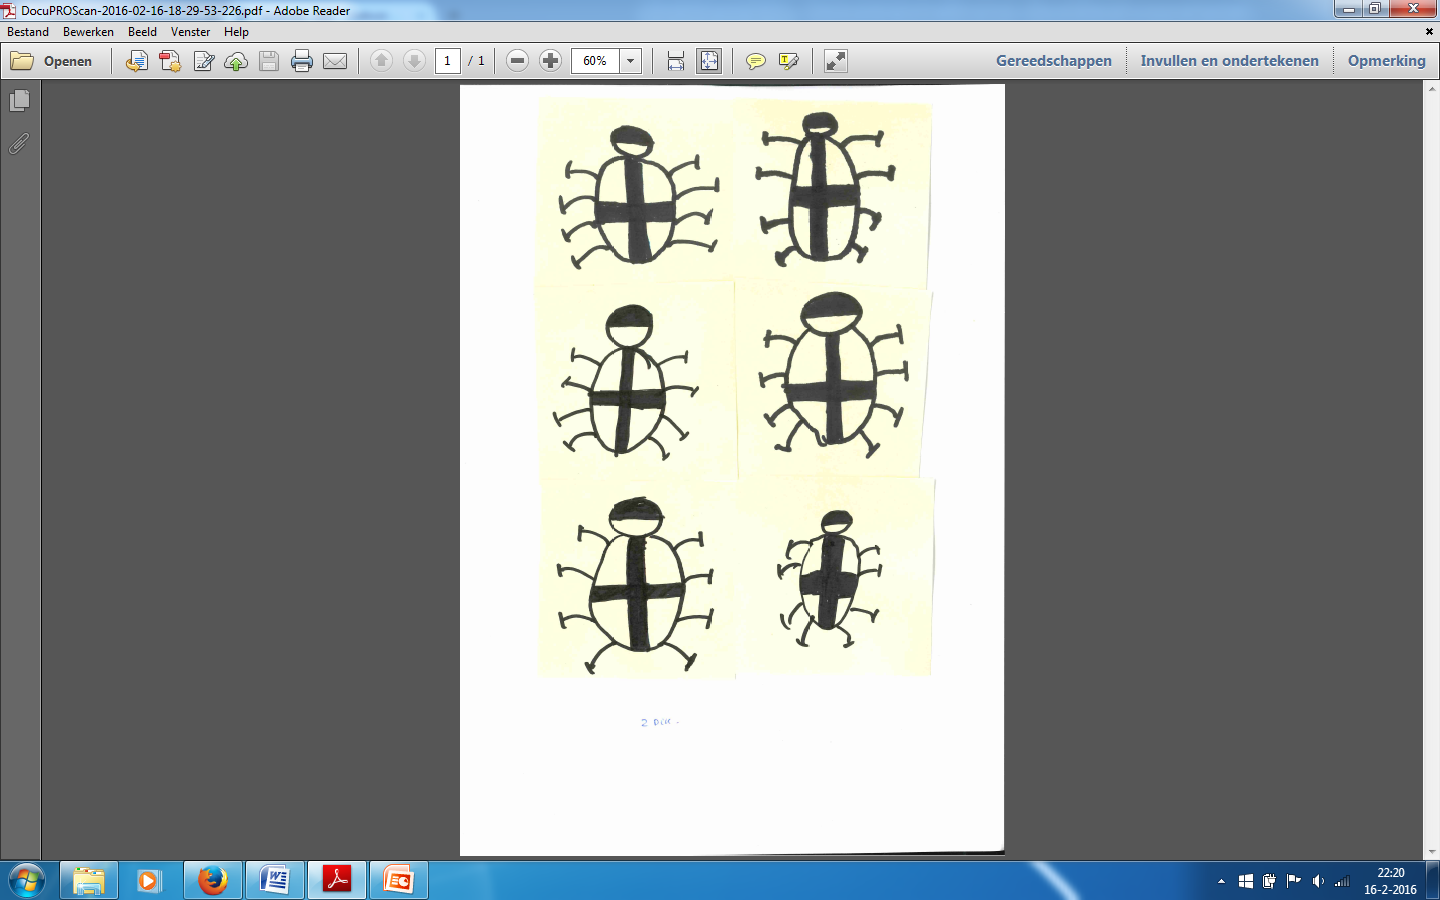 DocuPROScan-2016-02-16-18-29-53-226.pdf - Adobe Reader
Bestand Bewerken Beeld Venster Help
Openen 1 / 1 60% Gereedschappen Invullen en ondertekenen Opmerking
2
22:20
16-2-2016